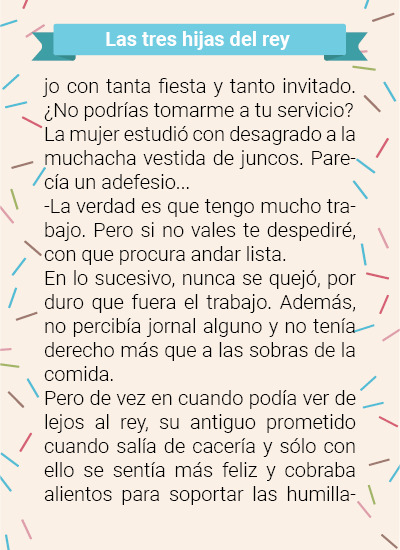 Las tres hijas del rey
jo con tanta fiesta y tanto invitado.
¿No podrías tomarme a tu servicio?
La mujer estudió con desagrado a la
muchacha vestida de juncos. Pare-
cía un adefesio...
-La verdad es que tengo mucho tra-
bajo. Pero si no vales te despediré,
con que procura andar lista.
En lo sucesivo, nunca se quejó, por
duro que fuera el trabajo. Además,
no percibía jornal alguno y no tenía
derecho más que a las sobras de la
comida.
Pero de vez en cuando podía ver de
lejos al rey, su antiguo prometido
cuando salía de cacería y sólo con
ello se sentía más feliz y cobraba
alientos para soportar las humilla-